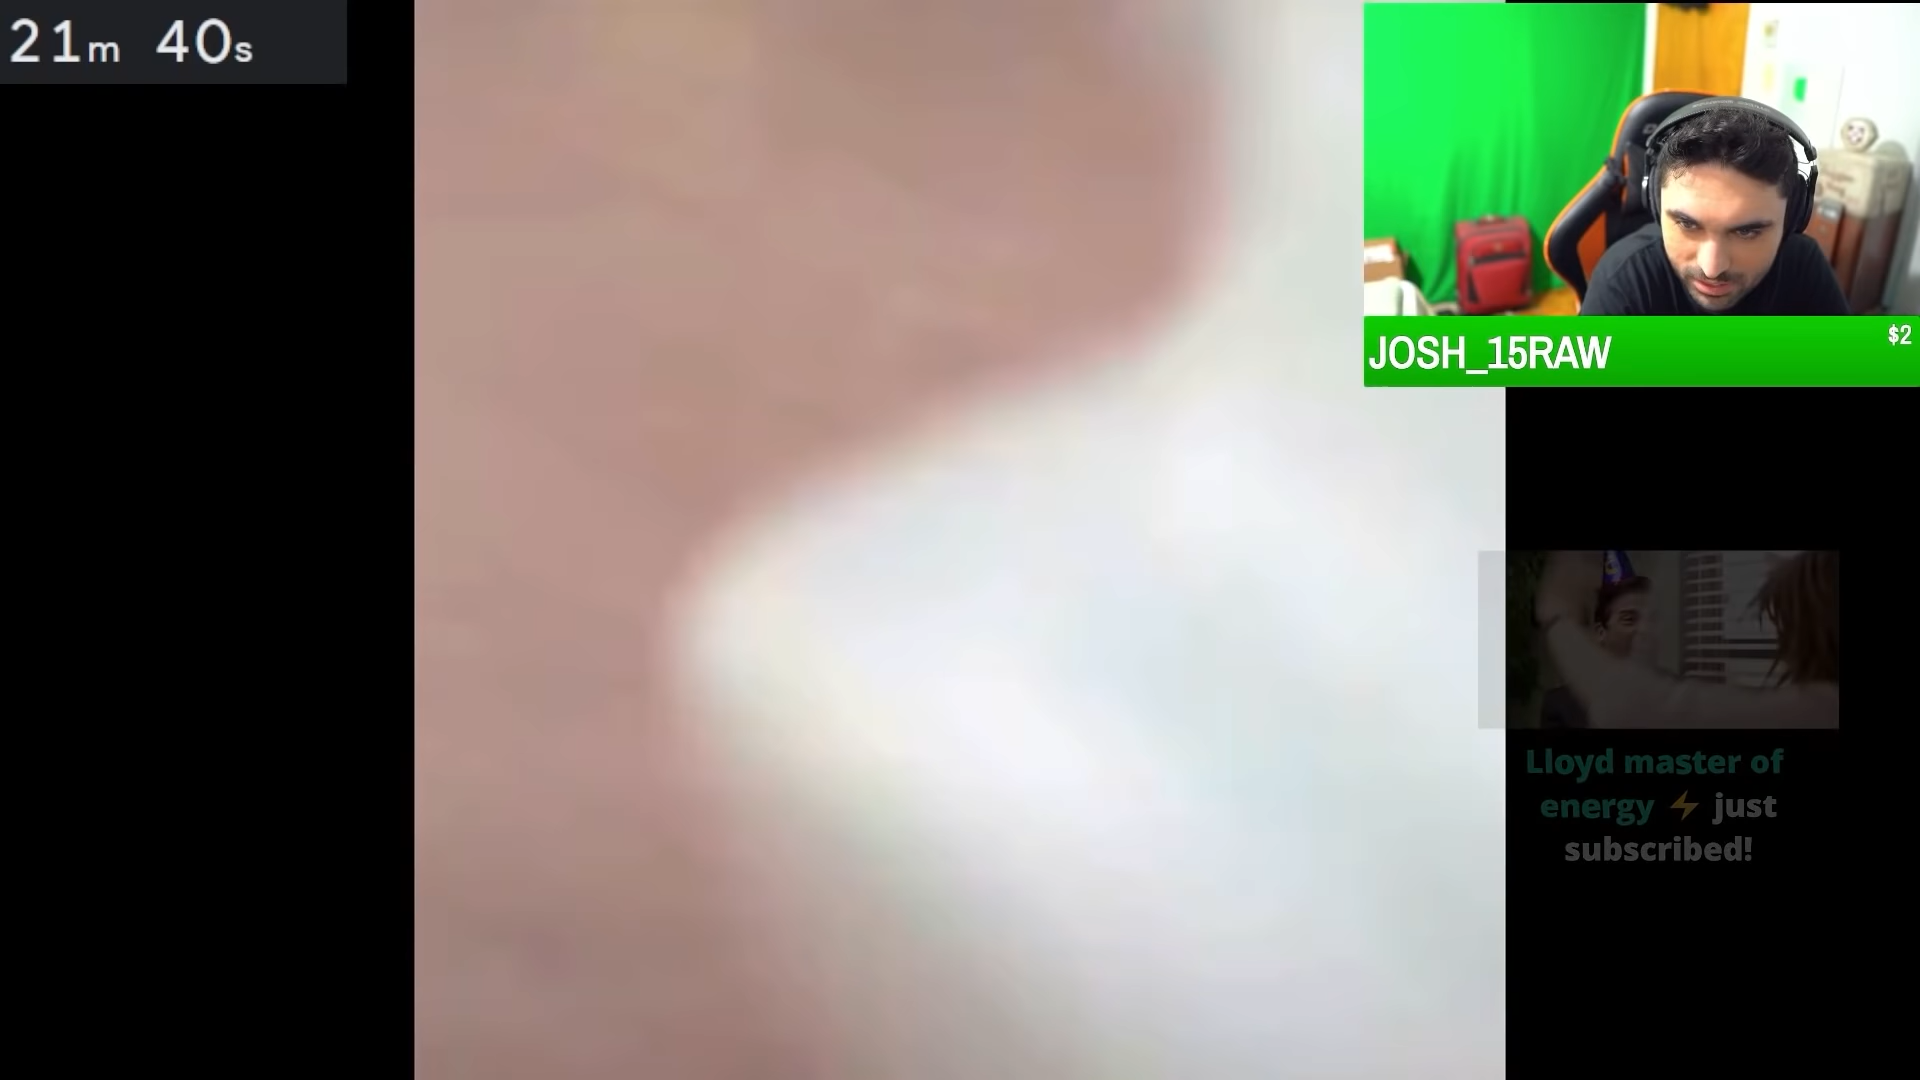 21m 40s
JOSH_15RAW
$2
Lloyd master of
energy ⚡ just
subscribed!